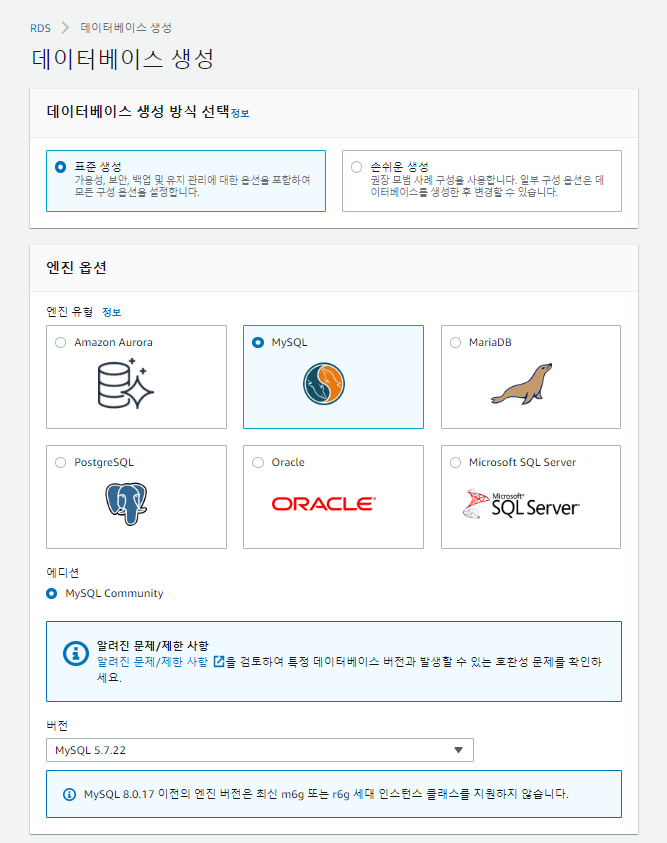 RDS > 데이터베이스 생성
데이터베이스 생성
데이터베이스 생성 방식 선택정보
표준 생성
가용성, 보안, 백업 및 유지 관리에 대한 옵션을 포함하여
모든 구성 옵션을 설정합니다.
손쉬운 생성
권장 모범 사례 구성을 사용합니다. 일부 구성 옵션은 데
이터베이스를 생성한 후 변경할 수 있습니다.
엔진 옵션
엔진 유형 정보
Amazon Aurora
MySQL
MariaDB
PostgreSQL
Oracle
ORACLE
Microsoft SQL Server
Microsoft
SQL Server
에디션
MySQL Community
알려진 문제/제한 사항
알려진 문제/제한 사항을 검토하여 특정 데이터베이스 버전과 발생할 수 있는 호환성 문제를 확인하
세요.
버전
MySQL 5.7.22
MySQL 8.0.17 이전의 엔진 버전은 최신 m6g 또는 r6g 세대 인스턴스 클래스를 지원하지 않습니다.